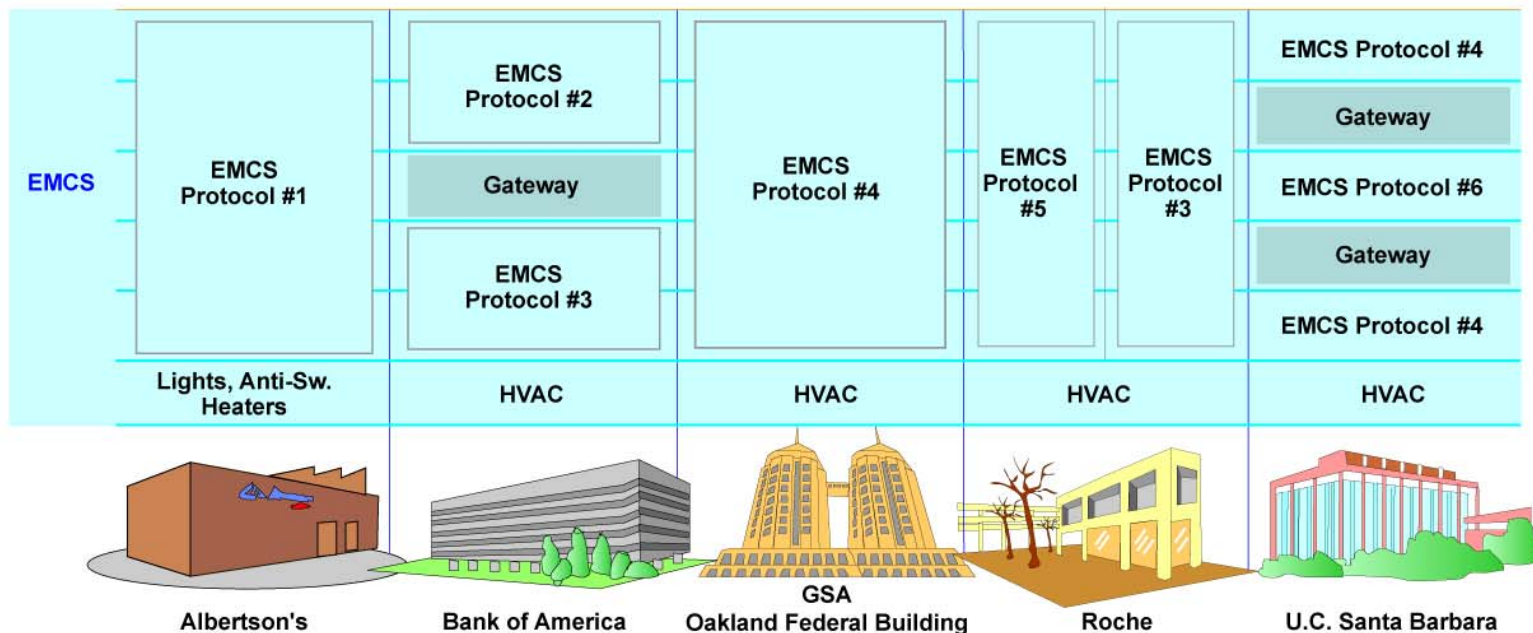 EMCS
EMCS
Protocol #1
EMCS
Protocol #2
Gateway
EMCS
Protocol #3
EMCS
Protocol #4
EMCS
Protocol
#5
EMCS
Protocol
#3
EMCS Protocol #4
Gateway
EMCS Protocol #6
Gateway
EMCS Protocol #4
Lights, Anti-Sw.
Heaters
HVAC
HVAC
HVAC
HVAC
Albertson's
Bank of America
GSA
Oakland Federal Building
Roche
U.C. Santa Barbara